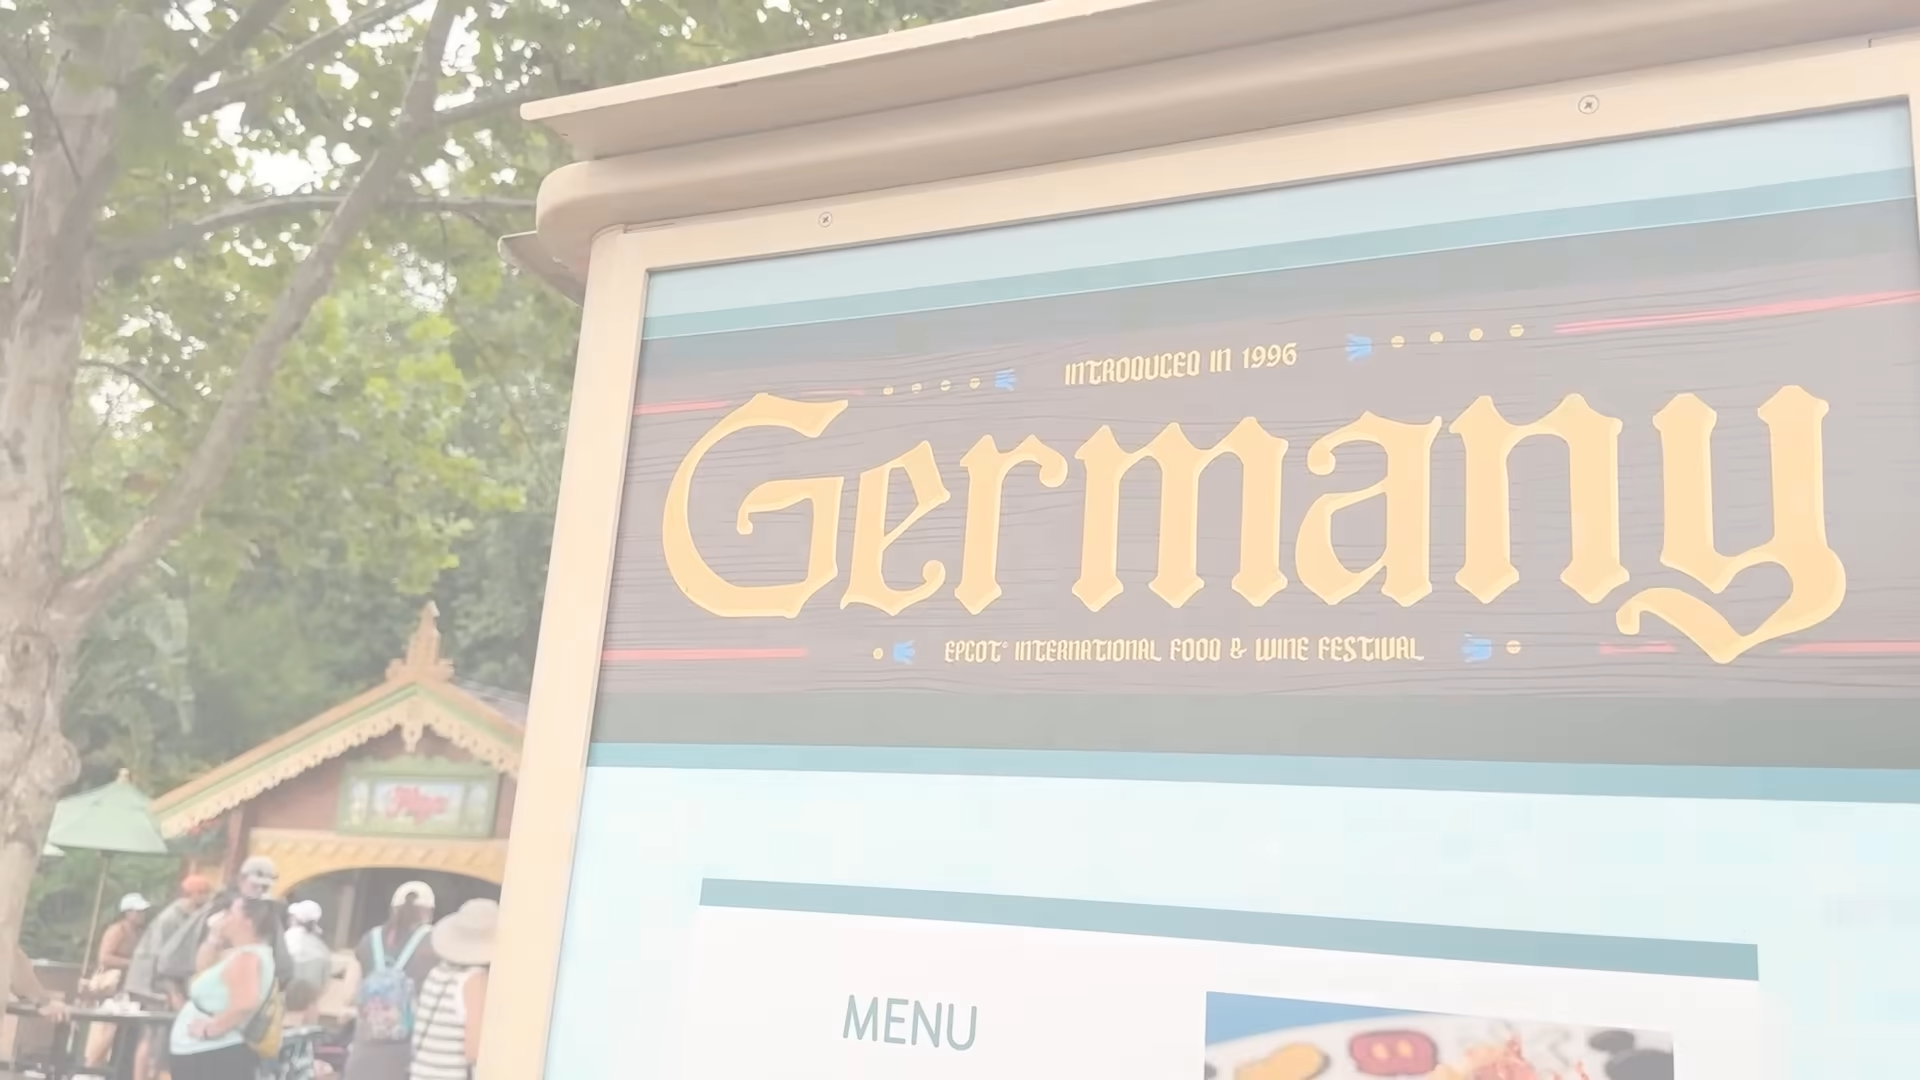 INTRODUCED IN 1996
Germany
EPCOT® INTERNATIONAL FOOD & WINE FESTIVAL
MENU